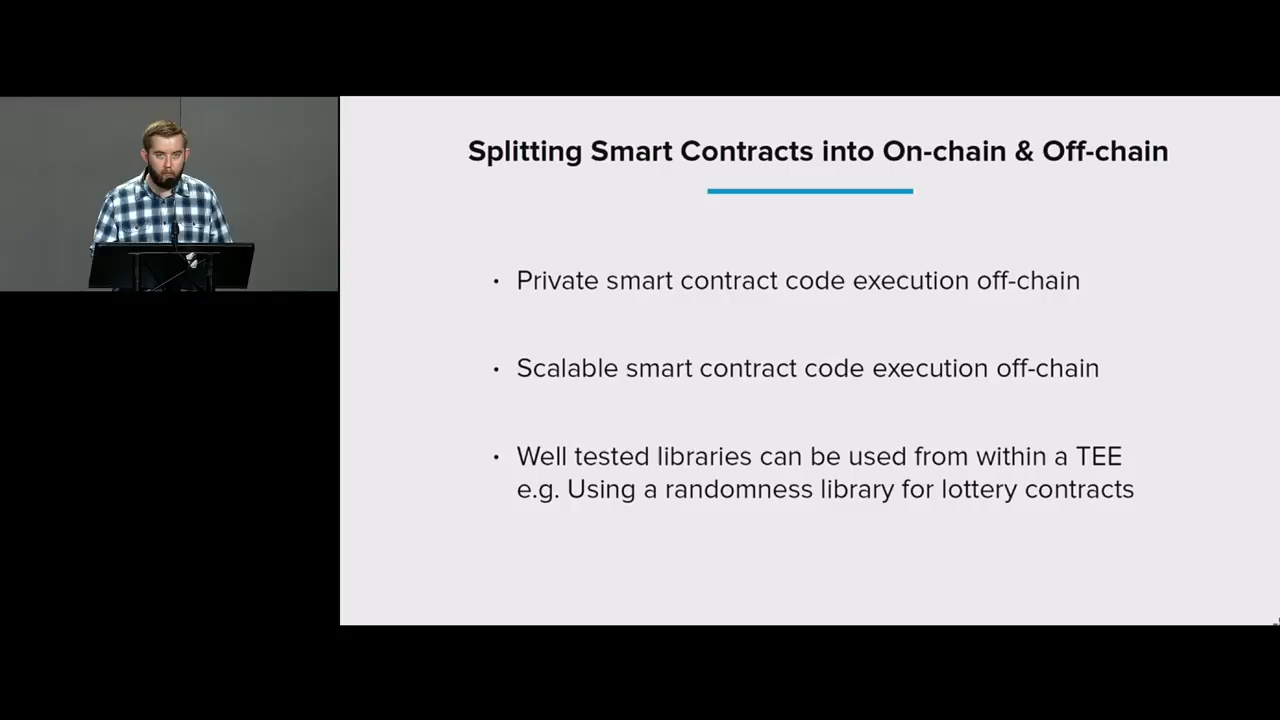 Splitting Smart Contracts into On-chain & Off-chain
· Private smart contract code execution off-chain
· Scalable smart contract code execution off-chain
· Well tested libraries can be used from within a TEE
e.g. Using a randomness library for lottery contracts